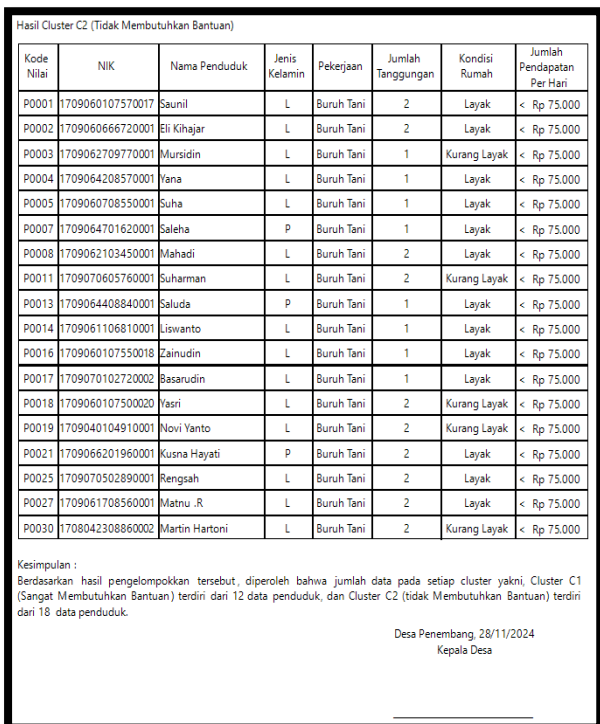 Hasil Cluster C2 (Tidak Membutuhkan Bantuan)
Kode Nilai NIK Nama Penduduk Jenis Kelamin Pekerjaan Jumlah Tanggungan Kondisi Rumah Jumlah Pendapatan Per Hari
P0001 1709060107570017 Saunil L Buruh Tani 2 Layak < Rp 75.000
P0002 1709060666720001 Eli Kihajar L Buruh Tani 2 Layak < Rp 75.000
P0003 1709062709770001 Mursidin L Buruh Tani 1 Kurang Layak < Rp 75.000
P0004 1709064208570001 Yana L Buruh Tani 1 Layak < Rp 75.000
P0005 1709060708550001 Suha L Buruh Tani 1 Layak < Rp 75.000
P0007 1709064701620001 Saleha P Buruh Tani 1 Layak < Rp 75.000
P0008 1709062103450001 Mahadi L Buruh Tani 2 Layak < Rp 75.000
P0011 1709070605760001 Suharman L Buruh Tani 2 Kurang Layak < Rp 75.000
P0013 1709064408840001 Saluda P Buruh Tani 1 Layak < Rp 75.000
P0014 1709061106810001 Liswanto L Buruh Tani 1 Layak < Rp 75.000
P0016 1709060107550018 Zainudin L Buruh Tani 1 Layak < Rp 75.000
P0017 1709070102720002 Basarudin L Buruh Tani 1 Layak < Rp 75.000
P0018 1709060107500020 Yasri L Buruh Tani 2 Kurang Layak < Rp 75.000
P0019 1709040104910001 Novi Yanto L Buruh Tani 2 Kurang Layak < Rp 75.000
P0021 1709066201960001 Kusna Hayati P Buruh Tani 2 Layak < Rp 75.000
P0025 1709070502890001 Rengsah L Buruh Tani 2 Layak < Rp 75.000
P0027 1709061708560001 Matnu .R L Buruh Tani 2 Layak < Rp 75.000
P0030 1708042308860002 Martin Hartoni L Buruh Tani 2 Kurang Layak < Rp 75.000
Kesimpulan :
Berdasarkan hasil pengelompokkan tersebut, diperoleh bahwa jumlah data pada setiap cluster yakni, Cluster C1
(Sangat Membutuhkan Bantuan) terdiri dari 12 data penduduk, dan Cluster C2 (tidak Membutuhkan Bantuan) terdiri
dari 18 data penduduk.
Desa Penembang, 28/11/2024
Kepala Desa